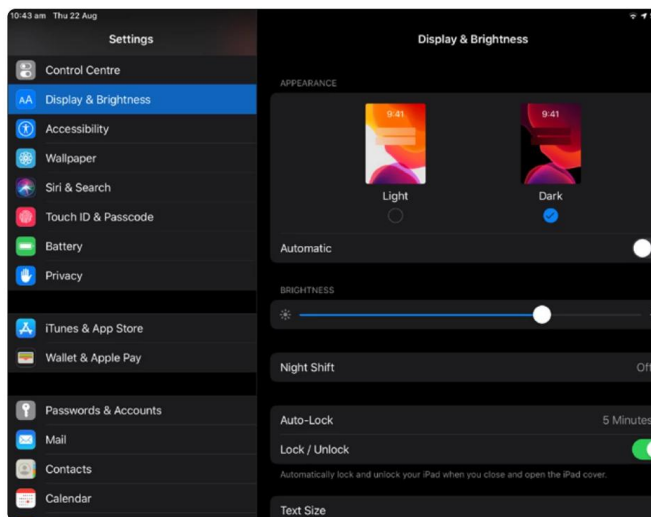 10:43 am Thu 22 Aug
Settings
Control Centre
Display & Brightness
Accessibility
Wallpaper
Siri & Search
Touch ID & Passcode
Battery
Privacy
iTunes & App Store
Wallet & Apple Pay
Passwords & Accounts
Mail
Contacts
Calendar
Display & Brightness
APPEARANCE
9:41 9:41
Light Dark
Automatic
BRIGHTNESS
Night Shift Off
Auto-Lock 5 Minutes
Lock / Unlock
Automatically lock and unlock your iPad when you close and open the iPad cover.
Text Size